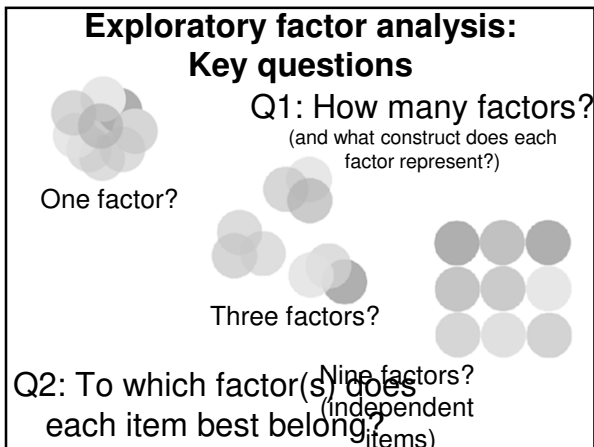 Exploratory factor analysis:
Key questions
Q1: How many factors?
(and what construct does each
factor represent?)
One factor?
Three factors?
Nine factors?
(independent
items)
Q2: To which factor(s) does
each item best belong?